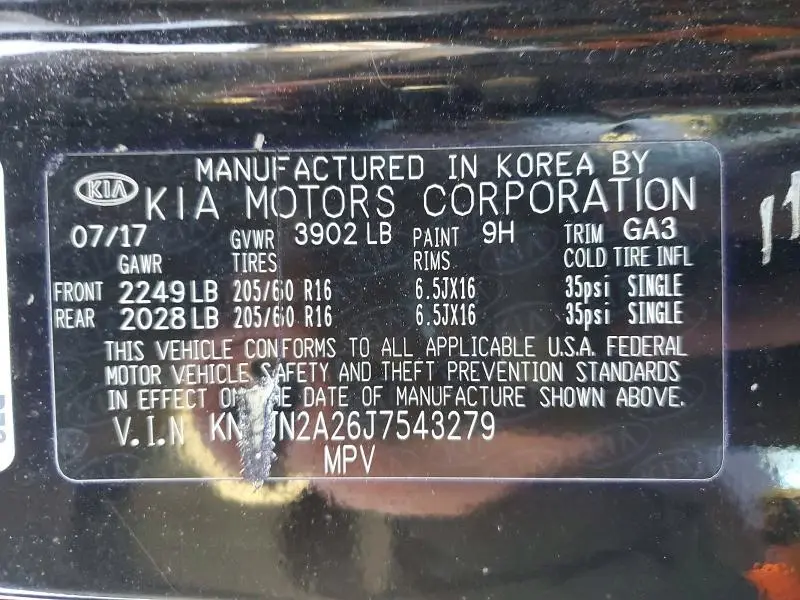 MANUFACTURED IN KOREA BY
KIA KIA MOTORS CORPORATION
07/17 GVWR 3902 LB PAINT 9H TRIM GA3
GAWR TIRES RIMS COLD TIRE INFL
FRONT 2249 LB 205/60 R16 6.5JX16 35psi SINGLE
REAR 2028 LB 205/60 R16 6.5JX16 35psi SINGLE
THIS VEHICLE CONFORMS TO ALL APPLICABLE U.S.A. FEDERAL
MOTOR VEHICLE SAFETY AND THEFT PREVENTION STANDARDS
IN EFFECT ON THE DATE OF MANUFACTURE SHOWN ABOVE.
V.I.N
MPV